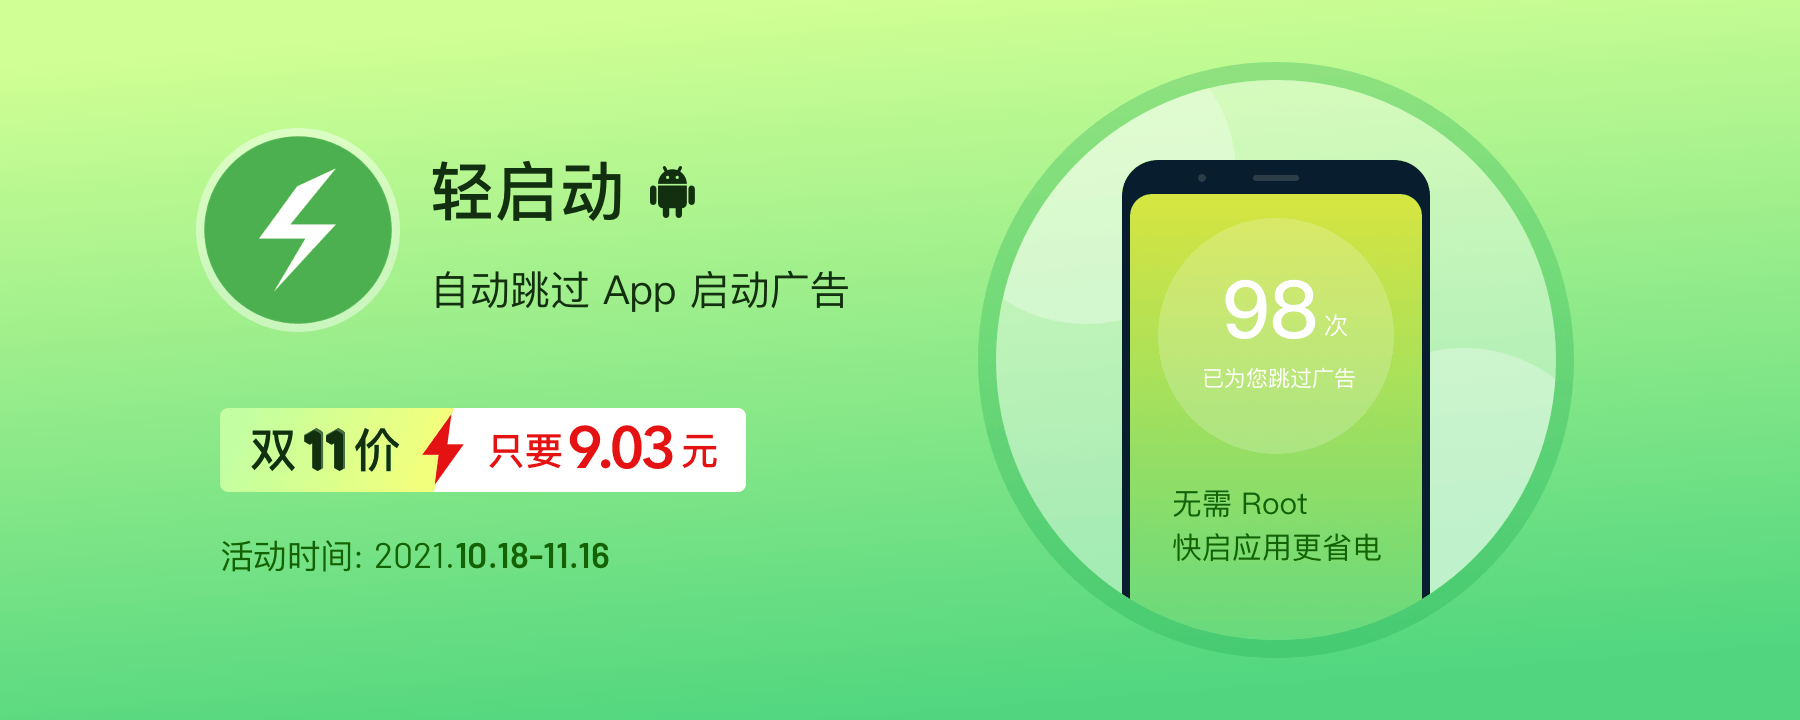 轻启动
自动跳过 App 启动广告
双11价 只要9.03元
活动时间: 2021.10.18-11.16
98次
已为您跳过广告
无需 Root
快启应用更省电